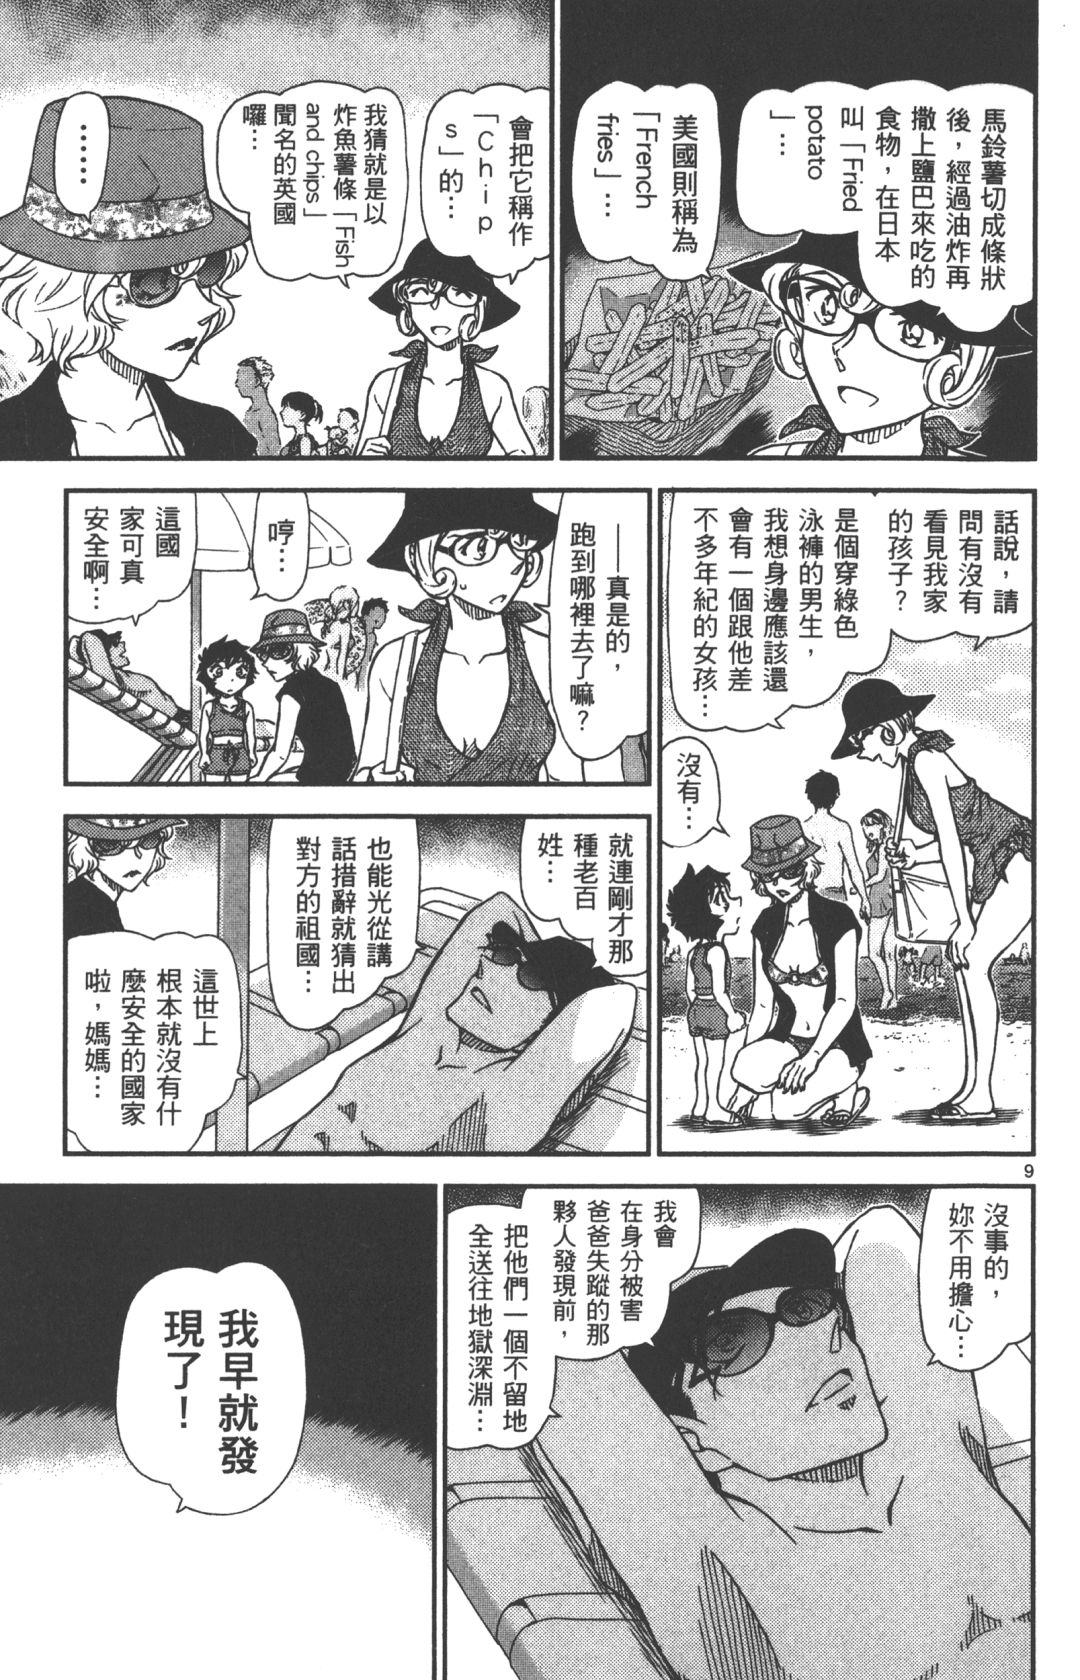 馬鈴薯切成條狀
後，經過油炸再
撒上鹽巴來吃的
食物，在日本
叫「Fried
potato
」…
美國則稱為
「French
fries」…
會把它稱作
「Chip
s」的…
我猜就是以
炸魚薯條「Fish
and chips」
聞名的英國
囉…
……
話說，請
問有沒有
看見我家
的孩子？
是個穿綠色
泳褲的男生，
我想身邊應該還
會有一個跟他差
不多年紀的女孩…
沒有…
——真是的，
跑到哪裡去了嘛？
哼…
這國
家可真
安全啊…
就連剛才那
種老百
姓…
也能光從講
話措辭就猜出
對方的祖國…
這世上
根本就沒有什
麼安全的國家
啦，媽媽…
9
沒事的，
妳不用擔心…
我會
在身分被害
爸爸失蹤的那
夥人發現前，
把他們一個不留地
全送往地獄深淵…
我早就發
現了！